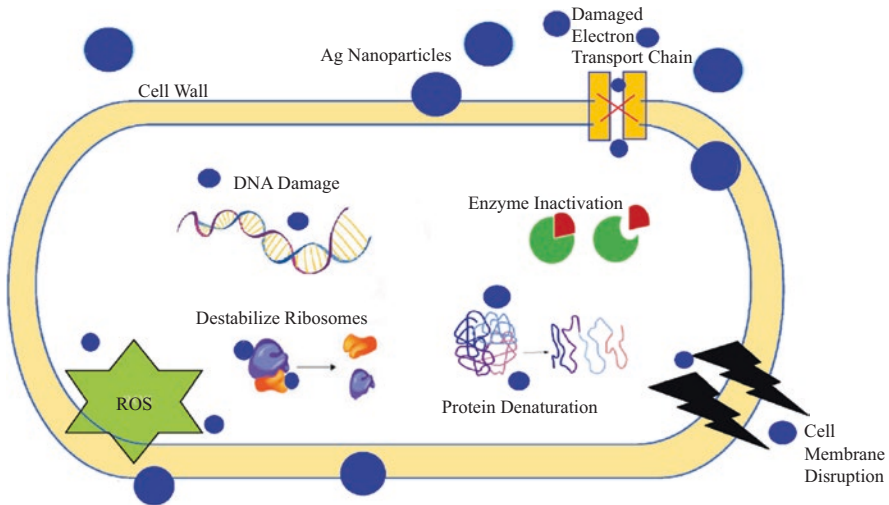 Damaged
Electron
Transport Chain
Ag Nanoparticles
Cell Wall
DNA Damage
Enzyme Inactivation
Destabilize Ribosomes
ROS
Protein Denaturation
Cell
Membrane
Disruption